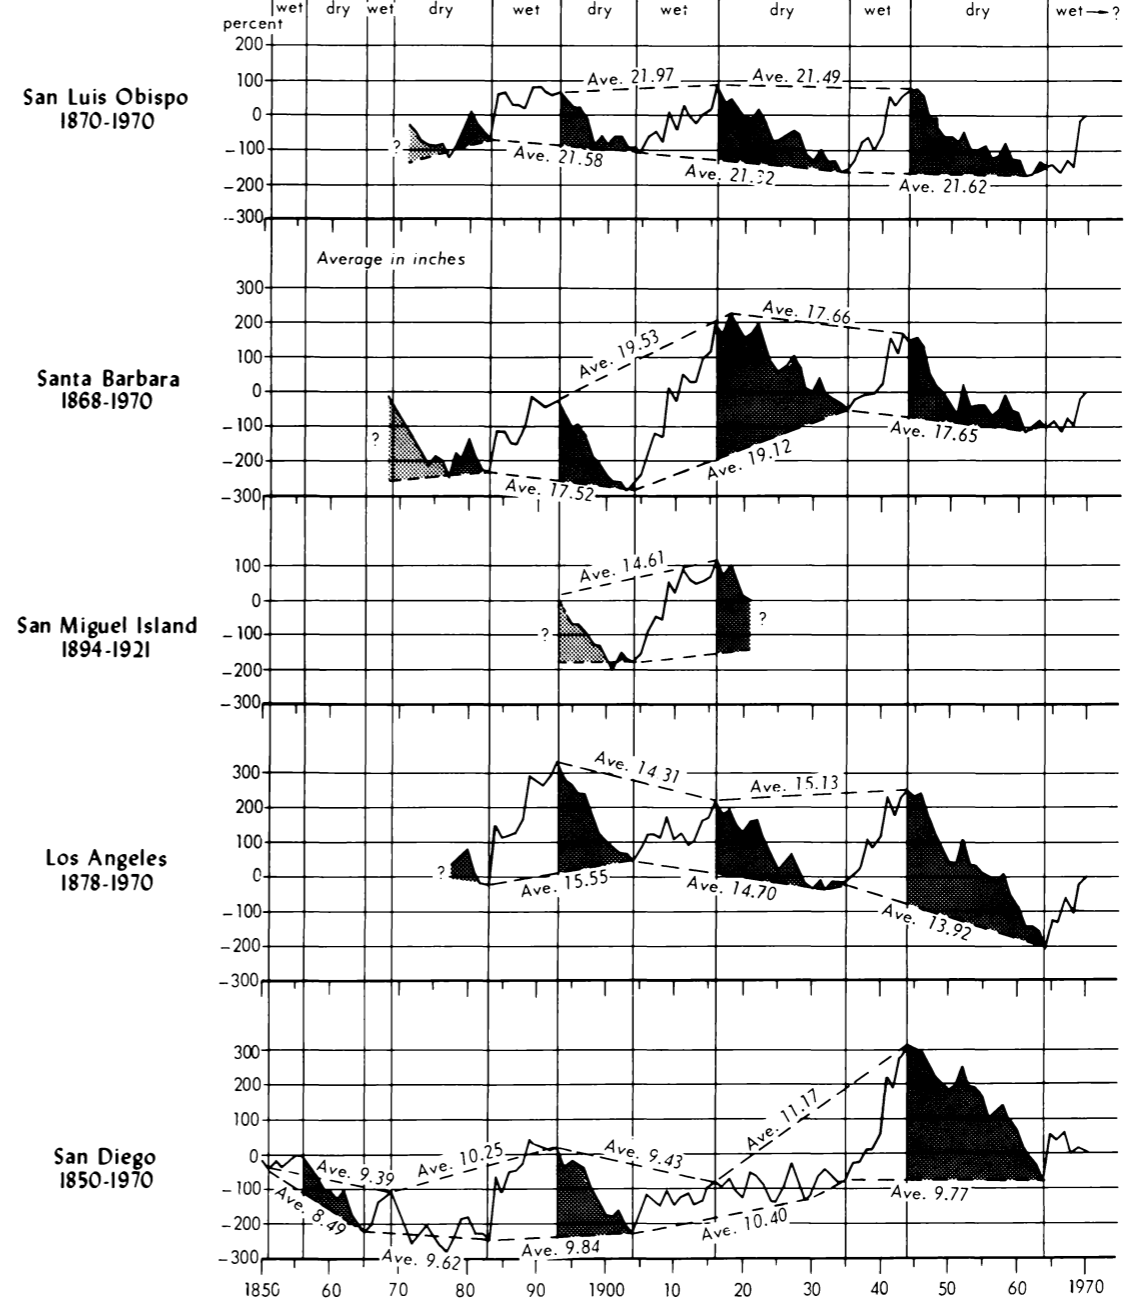 wet dry wet dry wet dry wet dry wet dry wet → ?
percent
200
100
0
-100
-200
--300
San Luis Obispo
1870-1970
?
Ave. 21.97
Ave. 21.49
Ave. 21.58
Ave. 21.32
Ave. 21.62
Average in inches
300
200
100
0
-100
-200
-300
Santa Barbara
1868-1970
?
Ave. 19.53
Ave. 17.66
Ave. 17.52
Ave. 19.12
Ave. 17.65
100
0
-100
-200
-300
San Miguel Island
1894-1921
?
Ave. 14.61
?
300
200
100
0
-100
-200
-300
Los Angeles
1878-1970
?
Ave. 14.31
Ave. 15.13
Ave. 15.55
Ave. 14.70
Ave. 13.92
300
200
100
0
-100
-200
-300
San Diego
1850-1970
Ave. 9.39
Ave. 10.25
Ave. 9.43
Ave. 11.17
Ave. 8.49
Ave. 9.62
Ave. 9.84
Ave. 10.40
Ave. 9.77
1850 60 70 80 90 1900 10 20 30 40 50 60 1970